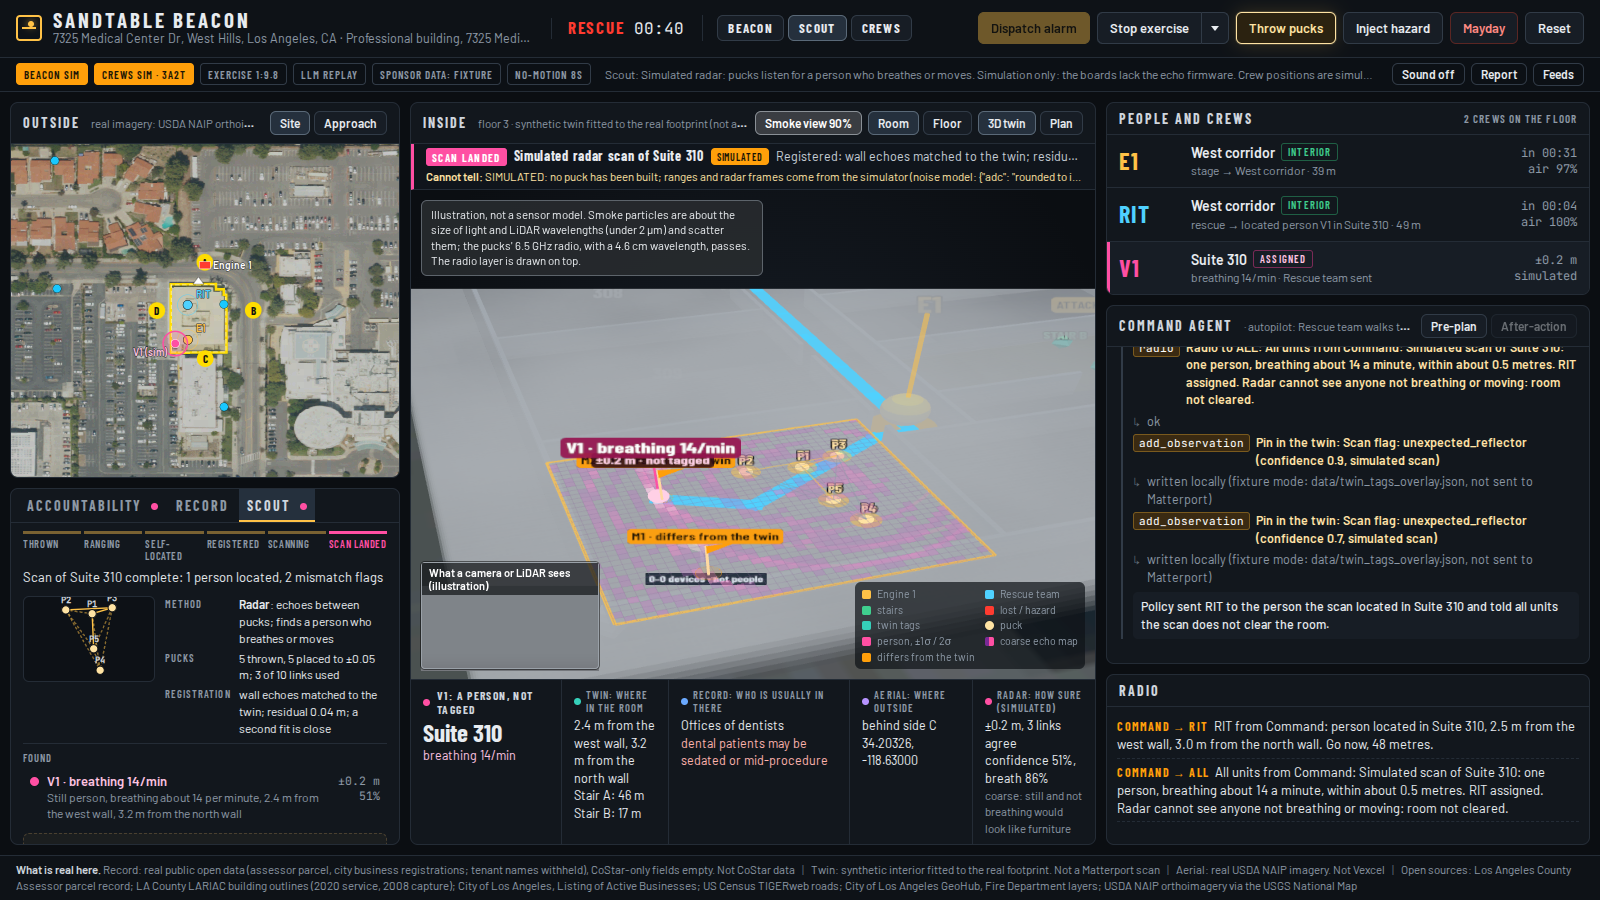 SANDTABLE BEACON
7325 Medical Center Dr, West Hills, Los Angeles, CA · Professional building, 7325 Medi...
RESCUE 00:40
BEACON SCOUT CREWS
Dispatch alarm
Stop exercise
Throw pucks
Inject hazard
Mayday
Reset
BEACON SIM
CREWS SIM · 3A2T
EXERCISE 1:9.8
LLM REPLAY
SPONSOR DATA: FIXTURE
NO-MOTION 8S
Scout: Simulated radar: pucks listen for a person who breathes or moves. Simulation only: the boards lack the echo firmware. Crew positions are simul...
Sound off
Report
Feeds
OUTSIDE
real imagery: USDA NAIP orthoi...
Site
Approach
Engine 1
RIT
D
B
E1
V1 (sim)
C
ACCOUNTABILITY
RECORD
SCOUT
THROWN
RANGING
SELF-
LOCATED
REGISTERED
SCANNING
SCAN LANDED
Scan of Suite 310 complete: 1 person located, 2 mismatch flags
P2
P1
P3
P5
P4
METHOD
Radar: echoes between
pucks; finds a person who
breathes or moves
PUCKS
5 thrown, 5 placed to ±0.05
m; 3 of 10 links used
REGISTRATION
wall echoes matched to the
twin; residual 0.04 m; a
second fit is close
FOUND
V1 · breathing 14/min
±0.2 m
51%
Still person, breathing about 14 per minute, 2.4 m from
the west wall, 3.2 m from the north wall
INSIDE
floor 3 · synthetic twin fitted to the real footprint (not a...
Smoke view 90%
Room
Floor
3D twin
Plan
SCAN LANDED
Simulated radar scan of Suite 310
SIMULATED
Registered: wall echoes matched to the twin; residu...
Cannot tell: SIMULATED: no puck has been built; ranges and radar frames come from the simulator (noise model: {"adc": "rounded to i...
Illustration, not a sensor model. Smoke particles are about the
size of light and LiDAR wavelengths (under 2 µm) and scatter
them; the pucks' 6.5 GHz radio, with a 4.6 cm wavelength, passes.
The radio layer is drawn on top.
308
E1
ATTACK
STAIR B
V1 · breathing 14/min
±0.2 m · not tagged
P2
P1
P3
P5
P4
M1 · differs from the twin
0-0 devices · not people
What a camera or LiDAR sees
(illustration)
Engine 1
Rescue team
stairs
lost / hazard
twin tags
puck
person, ±1σ / 2σ
coarse echo map
differs from the twin
V1: A PERSON, NOT
TAGGED
Suite 310
breathing 14/min
TWIN: WHERE
IN THE ROOM
2.4 m from the
west wall, 3.2
m from the
north wall
Stair A: 46 m
Stair B: 17 m
RECORD: WHO IS USUALLY IN
THERE
Offices of dentists
dental patients may be
sedated or mid-procedure
AERIAL: WHERE
OUTSIDE
behind side C
34.20326,
-118.63000
RADAR: HOW SURE
(SIMULATED)
±0.2 m, 3 links
agree
confidence 51%,
breath 86%
coarse: still and not
breathing would
look like furniture
PEOPLE AND CREWS
2 CREWS ON THE FLOOR
E1
West corridor INTERIOR
stage → West corridor · 39 m
in 00:31
air 97%
RIT
West corridor INTERIOR
rescue → located person V1 in Suite 310 · 49 m
in 00:04
air 100%
V1
Suite 310 ASSIGNED
breathing 14/min · Rescue team sent
±0.2 m
simulated
COMMAND AGENT
· autopilot: Rescue team walks t...
Pre-plan
After-action
radio Radio to ALL: All units from Command: Simulated scan of Suite 310:
one person, breathing about 14 a minute, within about 0.5 metres. RIT
assigned. Radar cannot see anyone not breathing or moving: room
not cleared.
↳ ok
add_observation Pin in the twin: Scan flag: unexpected_reflector
(confidence 0.9, simulated scan)
↳ written locally (fixture mode: data/twin_tags_overlay.json, not sent to
Matterport)
add_observation Pin in the twin: Scan flag: unexpected_reflector
(confidence 0.7, simulated scan)
↳ written locally (fixture mode: data/twin_tags_overlay.json, not sent to
Matterport)
Policy sent RIT to the person the scan located in Suite 310 and told all units
the scan does not clear the room.
RADIO
COMMAND → RIT RIT from Command: person located in Suite 310, 2.5 m from the
west wall, 3.0 m from the north wall. Go now, 48 metres.
COMMAND → ALL All units from Command: Simulated scan of Suite 310: one
person, breathing about 14 a minute, within about 0.5 metres. RIT assigned.
Radar cannot see anyone not breathing or moving: room not cleared.
What is real here. Record: real public open data (assessor parcel, city business registrations; tenant names withheld), CoStar-only fields empty. Not CoStar data | Twin: synthetic interior fitted to the real footprint. Not a Matterport scan | Aerial: real USDA NAIP imagery. Not Vexcel | Open sources: Los Angeles County
Assessor parcel record; LA County LARIAC building outlines (2020 service, 2008 capture); City of Los Angeles, Listing of Active Businesses; US Census TIGERweb roads; City of Los Angeles GeoHub, Fire Department layers; USDA NAIP orthoimagery via the USGS National Map